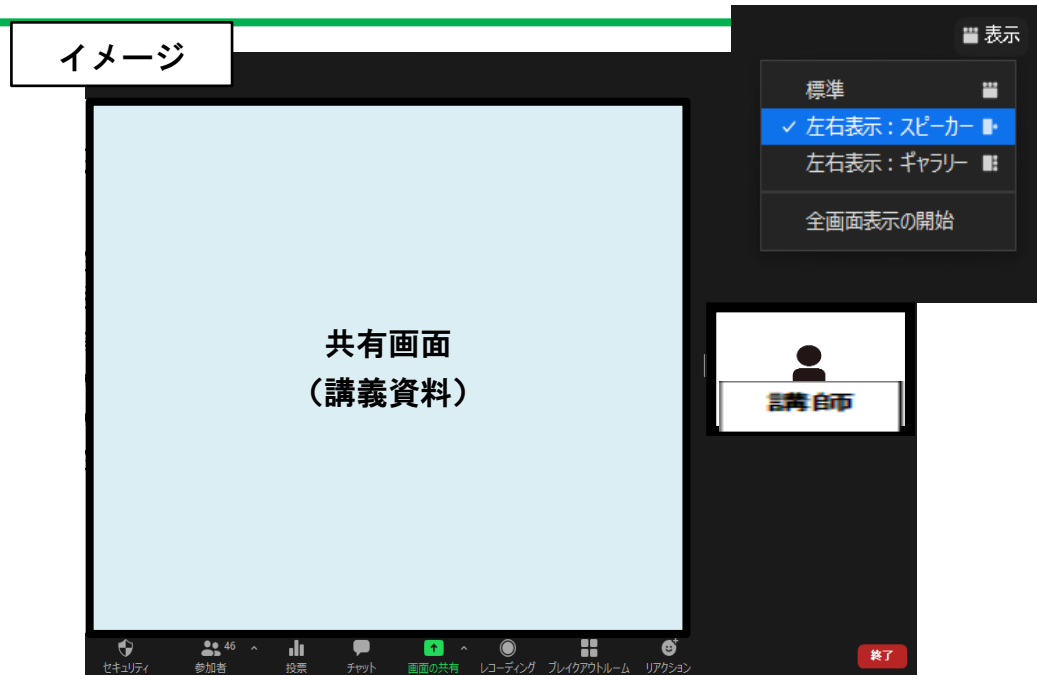 イメージ
表示
標準
✓ 左右表示：スピーカー
左右表示：ギャラリー
全画面表示の開始
共有画面
（講義資料）
講師
46
セキュリティ 参加者 投票 チャット 画面の共有 レコーディング ブレイクアウトルーム リアクション 終了